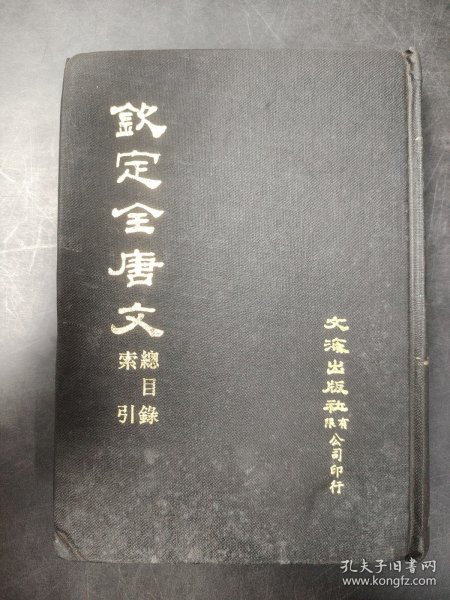 欽定全唐文
總目錄
索引
文海出版社有限公司印行
孔夫子旧书网
www.kongfz.com